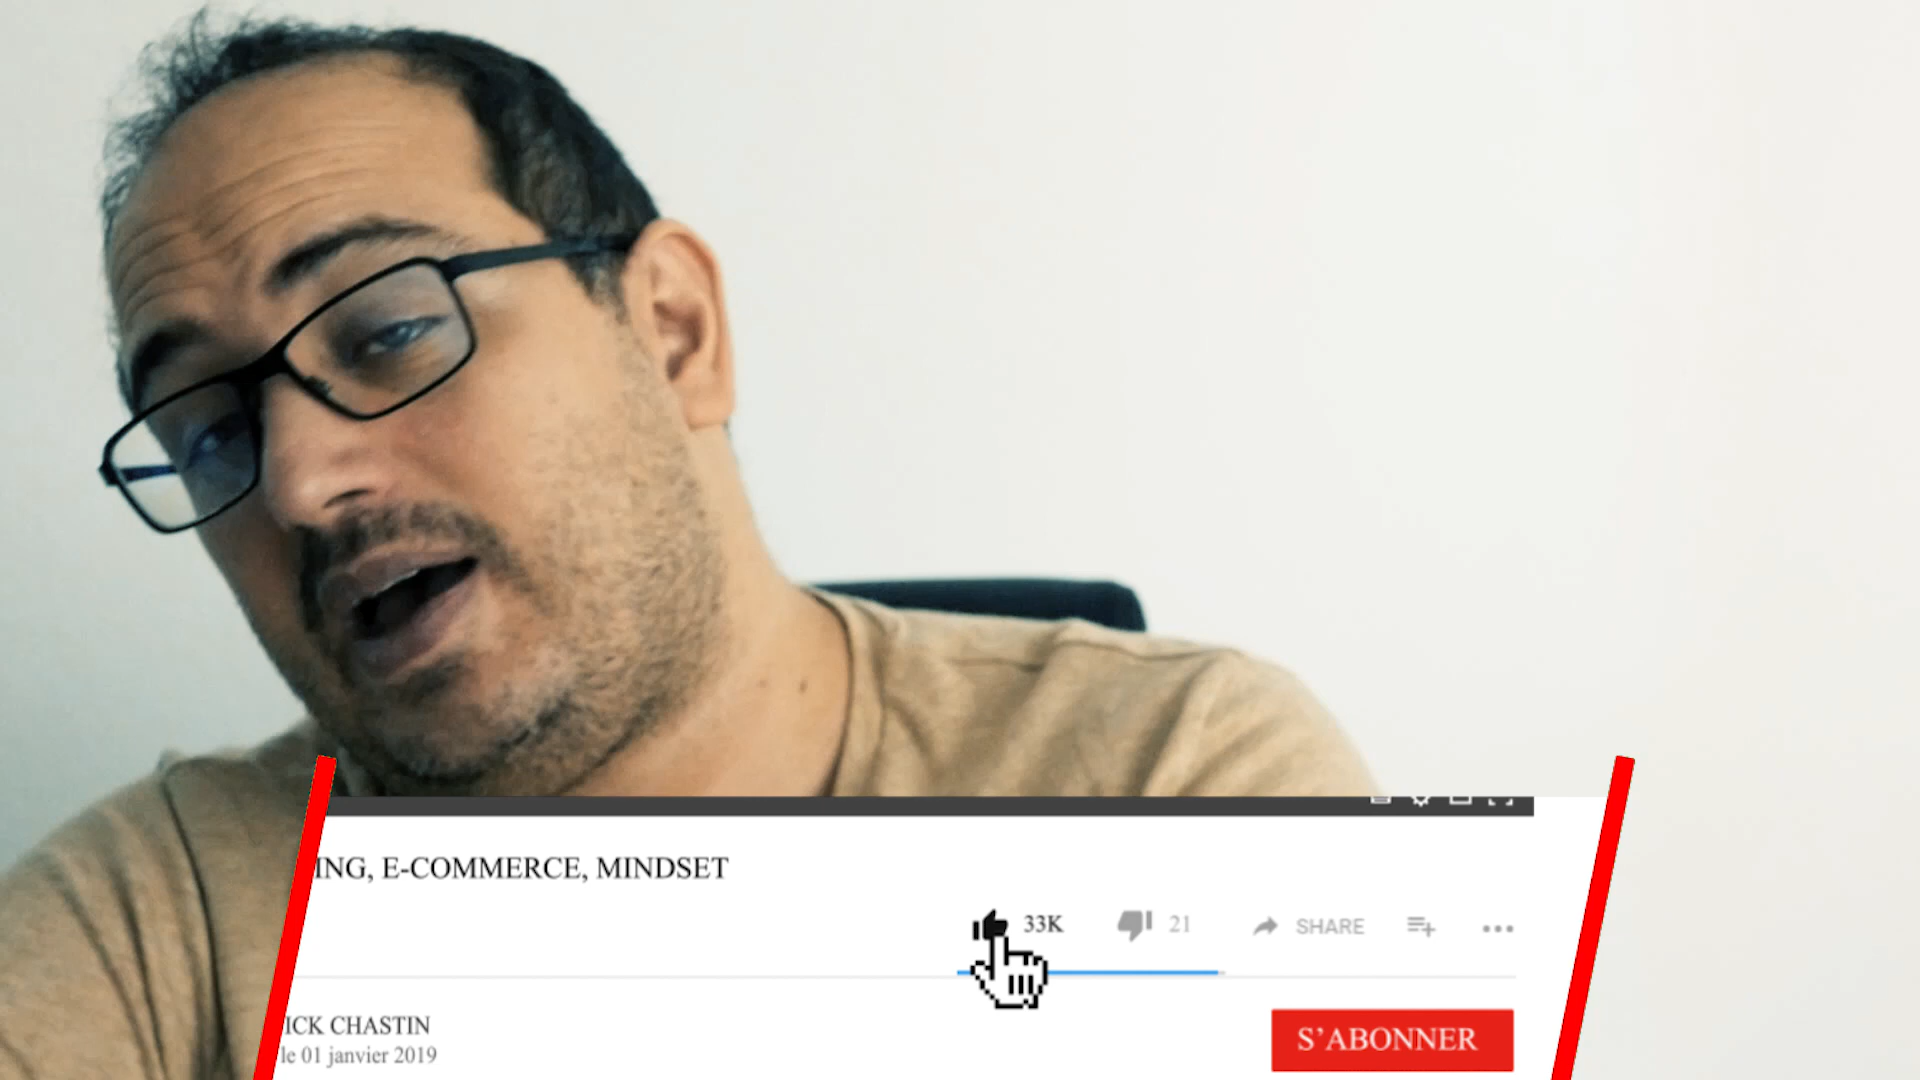 ING, E-COMMERCE, MINDSET
33K
21
SHARE
ICK CHASTIN
le 01 janvier 2019
S’ABONNER